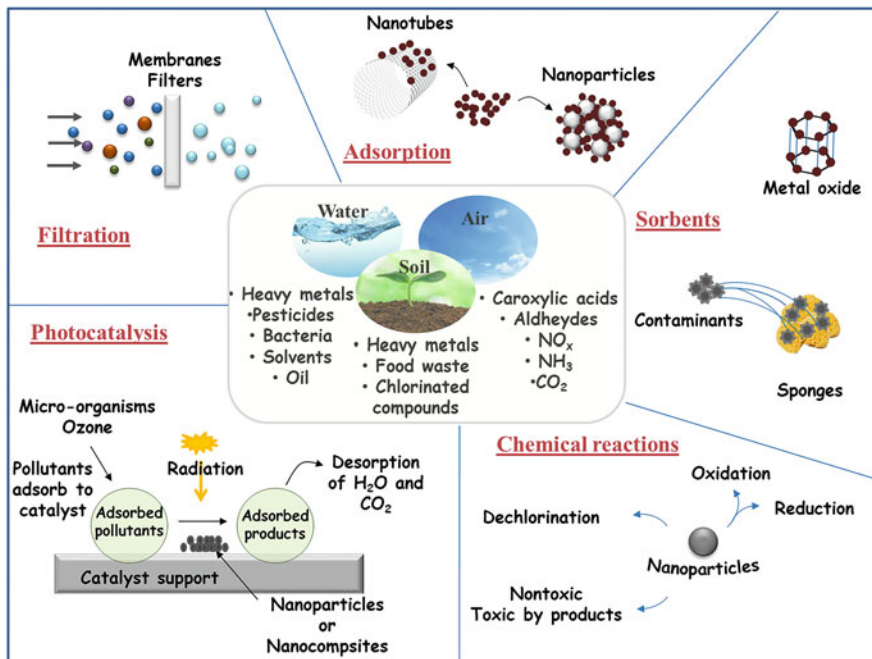 Membranes
Filters
Filtration
Nanotubes
Nanoparticles
Adsorption
Metal oxide
Sorbents
Contaminants
Sponges
Water
Air
Soil
• Heavy metals
•Pesticides
• Bacteria
• Solvents
• Oil
• Heavy metals
• Food waste
• Chlorinated
compounds
• Caroxylic acids
• Aldheydes
• NOₓ
• NH₃
•CO₂
Photocatalysis
Micro-organisms
Ozone
Pollutants
adsorb to
catalyst
Radiation
Desorption
of H₂O and
CO₂
Adsorbed
pollutants
Adsorbed
products
Catalyst support
Nanoparticles
or
Nanocompsites
Chemical reactions
Oxidation
Reduction
Dechlorination
Nanoparticles
Nontoxic
Toxic by products